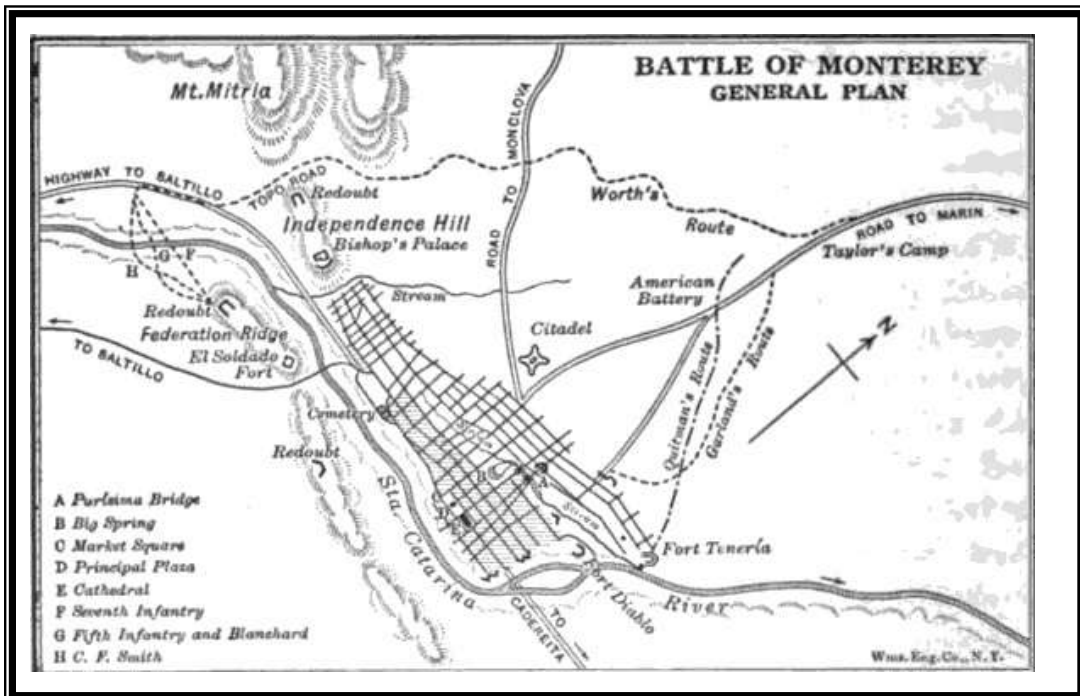 BATTLE OF MONTEREY
GENERAL PLAN
Mt. Mitria
HIGHWAY TO BALTILLO
TOPO ROAD
Redoubt
Independence Hill
Bishop's Palace
ROAD TO MONCLOVA
Worth's
Route
ROAD TO MARIN
Taylor's Camp
American
Battery
H
G
F
Redoubt
Federation Ridge
El Soldado
Fort
TO BALTILLO
Stream
Citadel
Quitman's Route
Garland's Route
N
Cemetery
Redoubt
B
A
D
Stream
Sta Catarina
River
Fort Tenería
Fort Diablo
TO
CADEREITA
A Purísima Bridge
B Big Spring
C Market Square
D Principal Plaza
E Cathedral
F Seventh Infantry
G Fifth Infantry and Blanchard
H C. F. Smith
Wms. Eng. Co., N. Y.